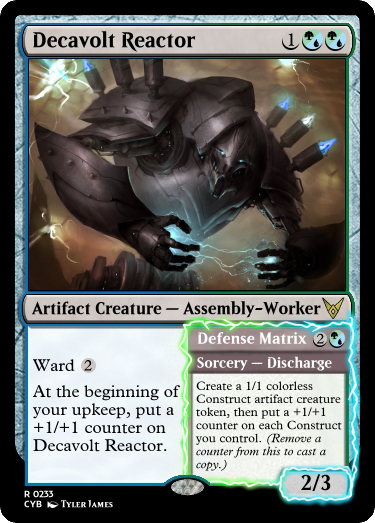 Decavolt Reactor 1
Artifact Creature — Assembly-Worker
Ward 2
At the beginning of
your upkeep, put a
+1/+1 counter on
Decavolt Reactor.
Defense Matrix 2
Sorcery — Discharge
Create a 1/1 colorless
Construct artifact creature
token, then put a +1/+1
counter on each Construct
you control. (Remove a
counter from this to cast a
copy.)
2/3
R 0233
CYB Tyler James